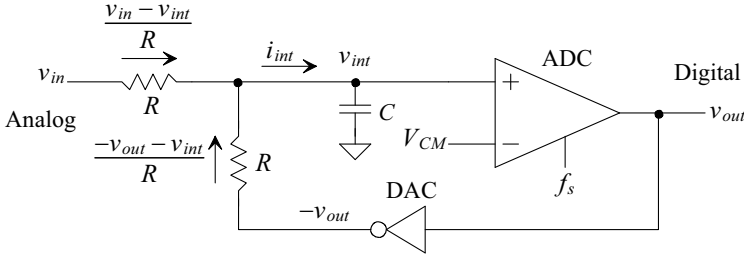 v_in − v_int
R
i_int
v_int
ADC
v_in
R
+
Digital
Analog
C
v_out
−v_out − v_int
R
R
V_CM
−
f_s
DAC
−v_out